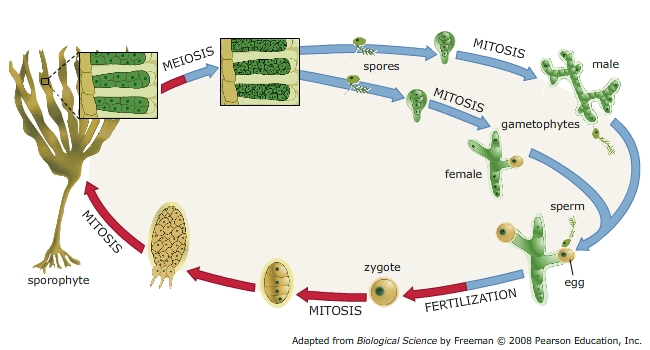 MEIOSIS
spores
MITOSIS
male
MITOSIS
gametophytes
female
sperm
egg
zygote
FERTILIZATION
MITOSIS
MITOSIS
sporophyte
Adapted from Biological Science by Freeman © 2008 Pearson Education, Inc.